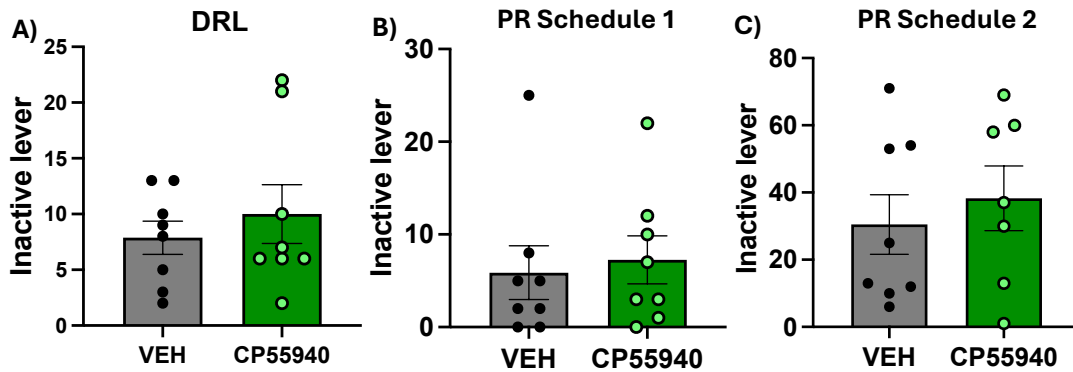 A)
DRL
Inactive lever
25
20
15
10
5
0
VEH
CP55940
B)
PR Schedule 1
Inactive lever
30
20
10
0
VEH
CP55940
C)
PR Schedule 2
Inactive lever
80
60
40
20
0
VEH
CP55940